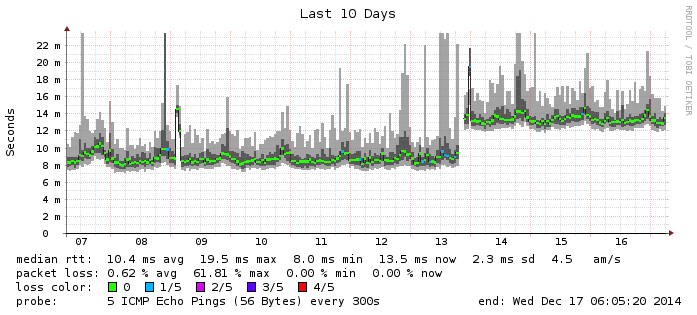 Last 10 Days
RRDTOOL / TOBI OETIKER
Seconds
22 m
20 m
18 m
16 m
14 m
12 m
10 m
8 m
6 m
4 m
2 m
0
07 08 09 10 11 12 13 14 15 16
median rtt: 10.4 ms avg 19.5 ms max 8.0 ms min 13.5 ms now 2.3 ms sd 4.5 am/s
packet loss: 0.62 % avg 61.81 % max 0.00 % min 0.00 % now
loss color: 0 1/5 2/5 3/5 4/5
probe: 5 ICMP Echo Pings (56 Bytes) every 300s end: Wed Dec 17 06:05:20 2014